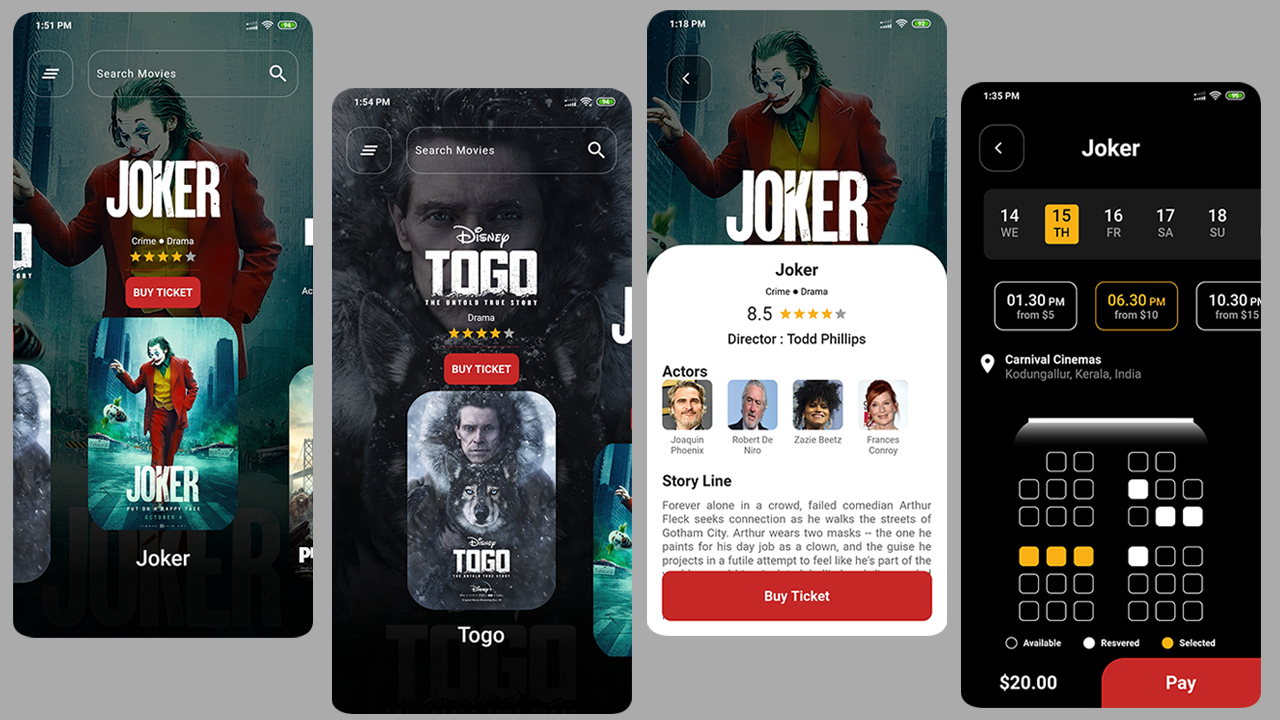 1:51 PM
94
Search Movies
JOKER
Crime ● Drama
BUY TICKET
JOKER
PUT ON A HAPPY FACE
OCTOBER 4
Joker
JOKER
1:54 PM
94
Search Movies
Disney
TOGO
THE UNTOLD TRUE STORY
Drama
BUY TICKET
Disney
TOGO
THE UNTOLD TRUE STORY
Disney+
Togo
TOGO
1:18 PM
92
JOKER
Joker
Crime ● Drama
8.5
Director : Todd Phillips
Actors
Joaquin
Phoenix
Robert De
Niro
Zazie Beetz
Frances
Conroy
Story Line
Forever alone in a crowd, failed comedian Arthur
Fleck seeks connection as he walks the streets of
Gotham City. Arthur wears two masks -- the one he
paints for his day job as a clown, and the guise he
projects in a futile attempt to feel like he's part of the
Buy Ticket
1:35 PM
95
Joker
14 15 16 17 18
WE TH FR SA SU
01.30 PM 06.30 PM 10.30 PM
from $5 from $10 from $15
Carnival Cinemas
Kodungallur, Kerala, India
Available Resvered Selected
$20.00 Pay